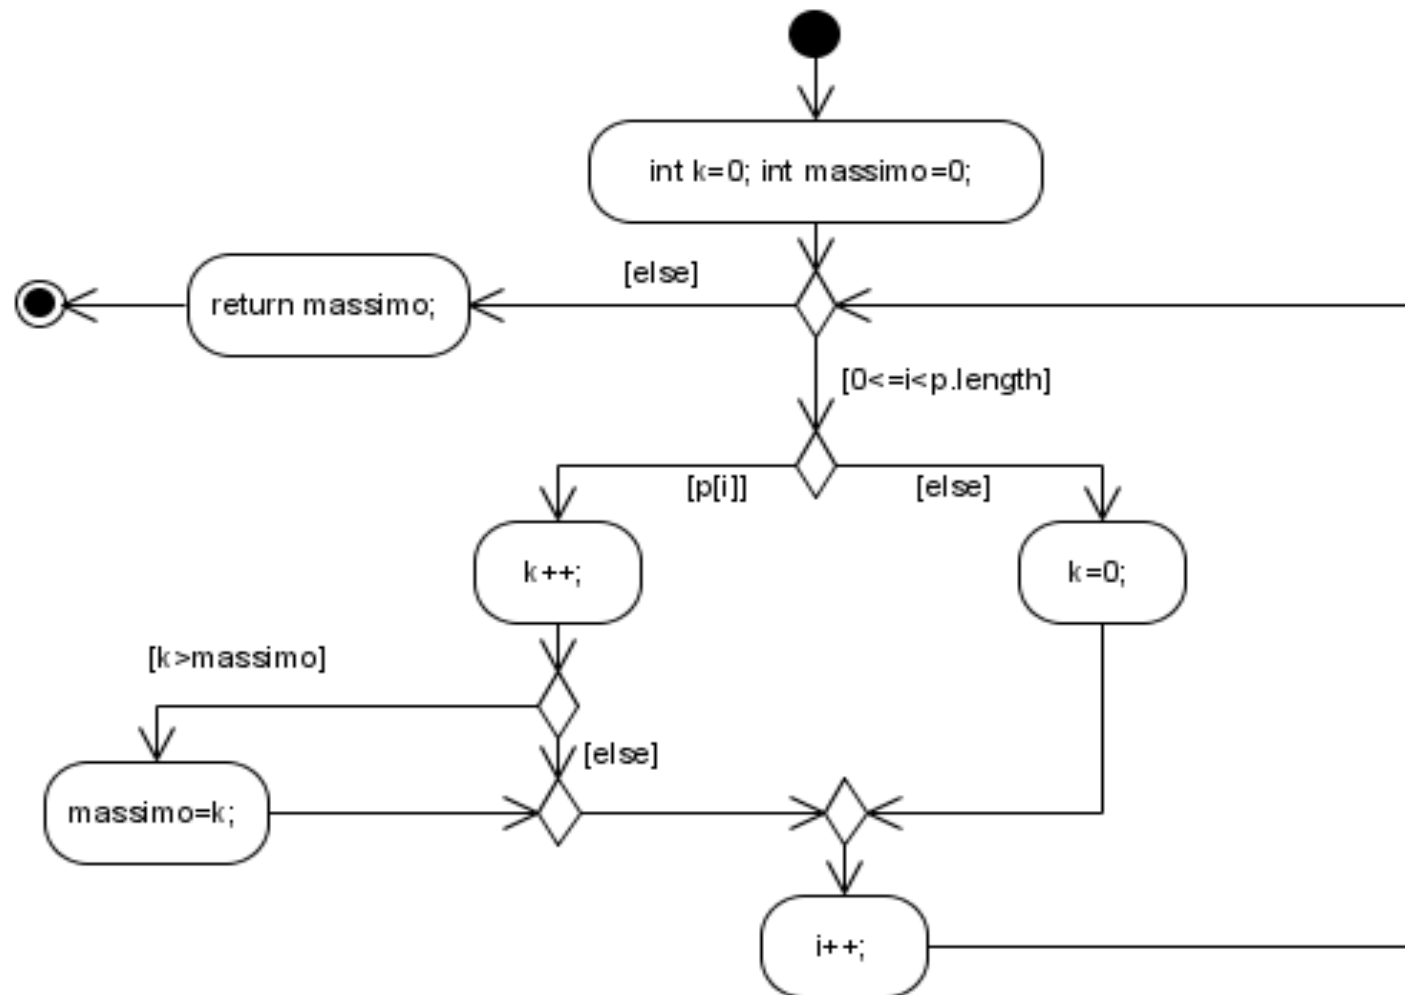 int k=0; int massimo=0;
[else]
return massimo;
[0<=i<p.length]
[p[i]]
[else]
k++;
k=0;
[k>massimo]
[else]
massimo=k;
i++;